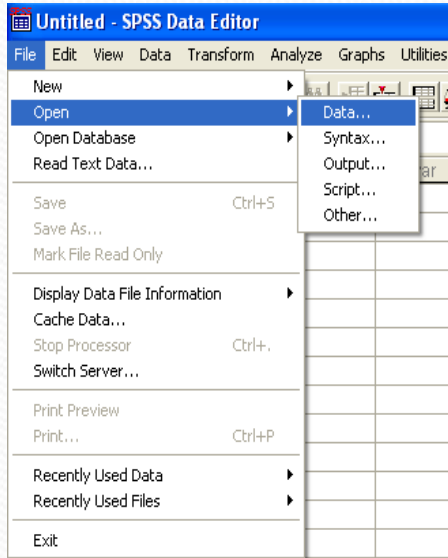 Untitled - SPSS Data Editor
File Edit View Data Transform Analyze Graphs Utilities
New
Open
Data...
Open Database
Syntax...
Read Text Data...
Output...
var
Script...
Save Ctrl+S
Other...
Save As...
Mark File Read Only
Display Data File Information
Cache Data...
Stop Processor Ctrl+.
Switch Server...
Print Preview
Print... Ctrl+P
Recently Used Data
Recently Used Files
Exit